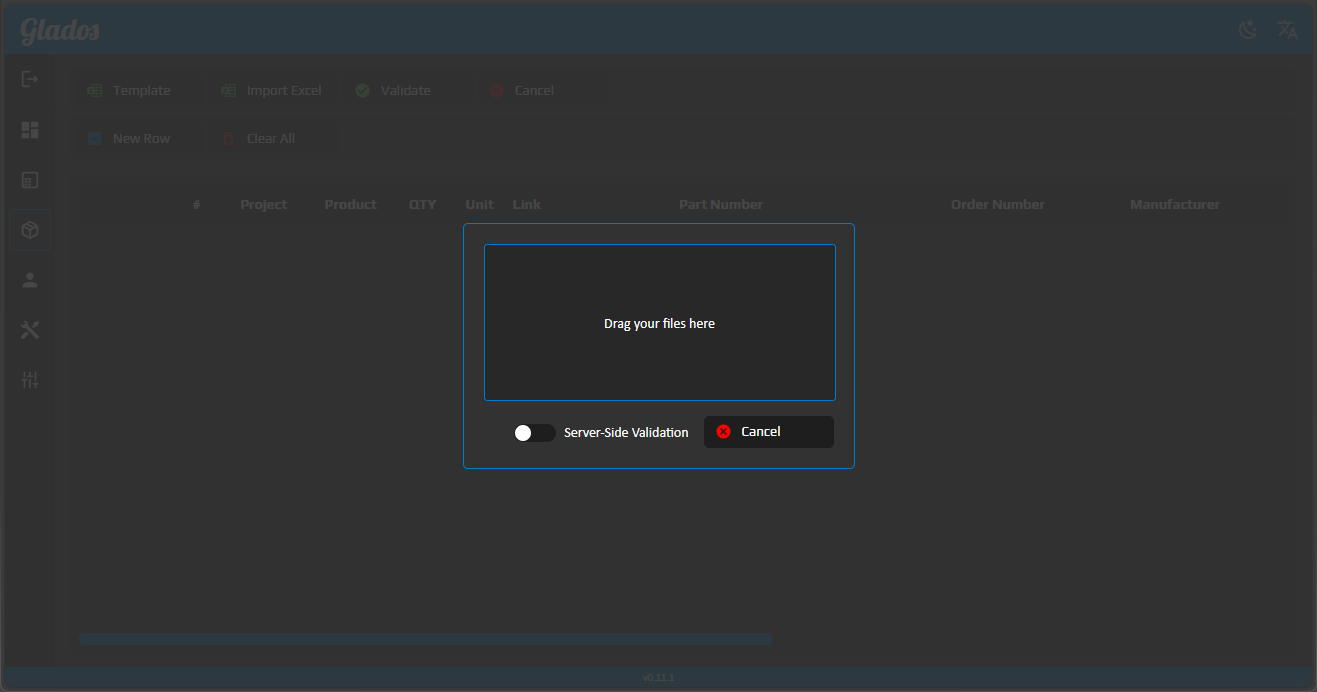 Glados
Template Import Excel Validate Cancel
New Row Clear All
# Project Product QTY Unit Link Part Number Order Number Manufacturer
Drag your files here
Server-Side Validation Cancel
v0.11.1